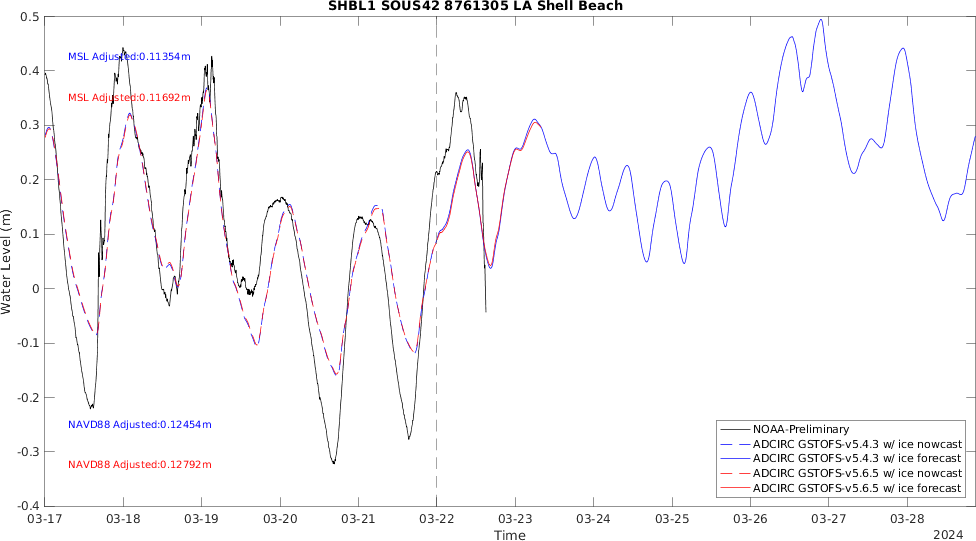 SHBL1 SOUS42 8761305 LA Shell Beach
0.5
0.4
0.3
0.2
0.1
0
-0.1
-0.2
-0.3
-0.4
Water Level (m)
MSL Adjusted:0.11354m
MSL Adjusted:0.11692m
NAVD88 Adjusted:0.12454m
NAVD88 Adjusted:0.12792m
NOAA-Preliminary
ADCIRC GSTOFS-v5.4.3 w/ ice nowcast
ADCIRC GSTOFS-v5.4.3 w/ ice forecast
ADCIRC GSTOFS-v5.6.5 w/ ice nowcast
ADCIRC GSTOFS-v5.6.5 w/ ice forecast
03-17 03-18 03-19 03-20 03-21 03-22 03-23 03-24 03-25 03-26 03-27 03-28
Time
2024